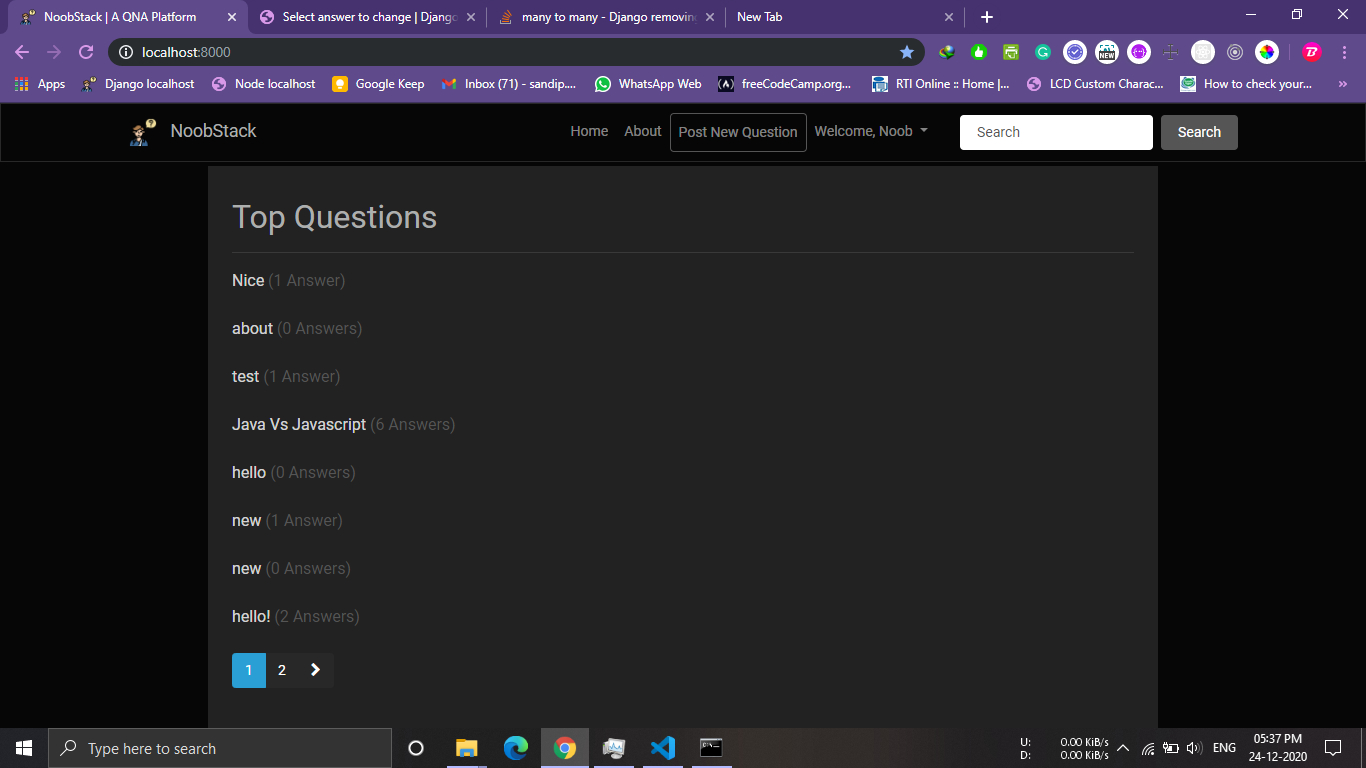 NoobStack | A QNA Platform
Select answer to change | Djang
many to many - Django removin
New Tab
localhost:8000
NEW
B
Apps
Django localhost
Node localhost
Google Keep
Inbox (71) - sandip....
WhatsApp Web
freeCodeCamp.org...
RTI Online :: Home |...
LCD Custom Charac...
How to check your...
»
NoobStack
Home
About
Post New Question
Welcome, Noob
Search
Search
Top Questions
Nice (1 Answer)
about (0 Answers)
test (1 Answer)
Java Vs Javascript (6 Answers)
hello (0 Answers)
new (1 Answer)
new (0 Answers)
hello! (2 Answers)
1 2
Type here to search
U: 0.00 KiB/s
D: 0.00 KiB/s
ENG
05:37 PM
24-12-2020